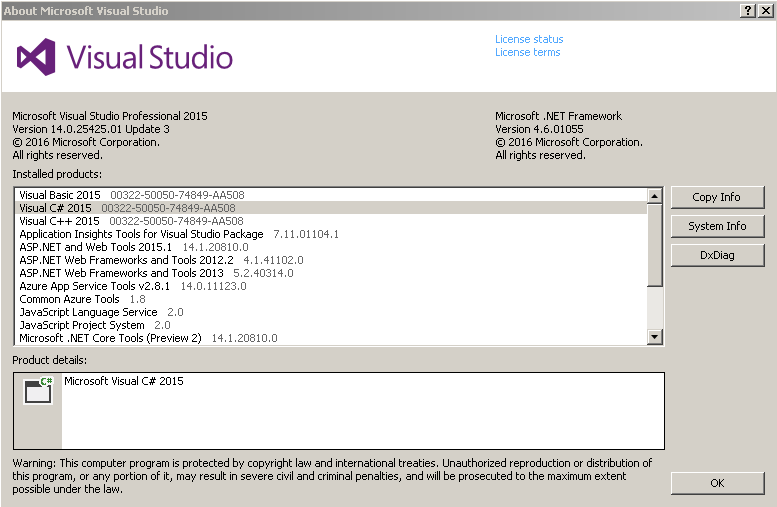 About Microsoft Visual Studio
Visual Studio
License status
License terms
Microsoft Visual Studio Professional 2015
Version 14.0.25425.01 Update 3
© 2016 Microsoft Corporation.
All rights reserved.
Microsoft .NET Framework
Version 4.6.01055
© 2016 Microsoft Corporation.
All rights reserved.
Installed products:
Visual Basic 2015 00322-50050-74849-AA508
Visual C# 2015 00322-50050-74849-AA508
Visual C++ 2015 00322-50050-74849-AA508
Application Insights Tools for Visual Studio Package 7.11.01104.1
ASP.NET and Web Tools 2015.1 14.1.20810.0
ASP.NET Web Frameworks and Tools 2012.2 4.1.41102.0
ASP.NET Web Frameworks and Tools 2013 5.2.40314.0
Azure App Service Tools v2.8.1 14.0.11123.0
Common Azure Tools 1.8
JavaScript Language Service 2.0
JavaScript Project System 2.0
Microsoft .NET Core Tools (Preview 2) 14.1.20810.0
Copy Info
System Info
DxDiag
Product details:
C#
Microsoft Visual C# 2015
Warning: This computer program is protected by copyright law and international treaties. Unauthorized reproduction or distribution of
this program, or any portion of it, may result in severe civil and criminal penalties, and will be prosecuted to the maximum extent
possible under the law.
OK